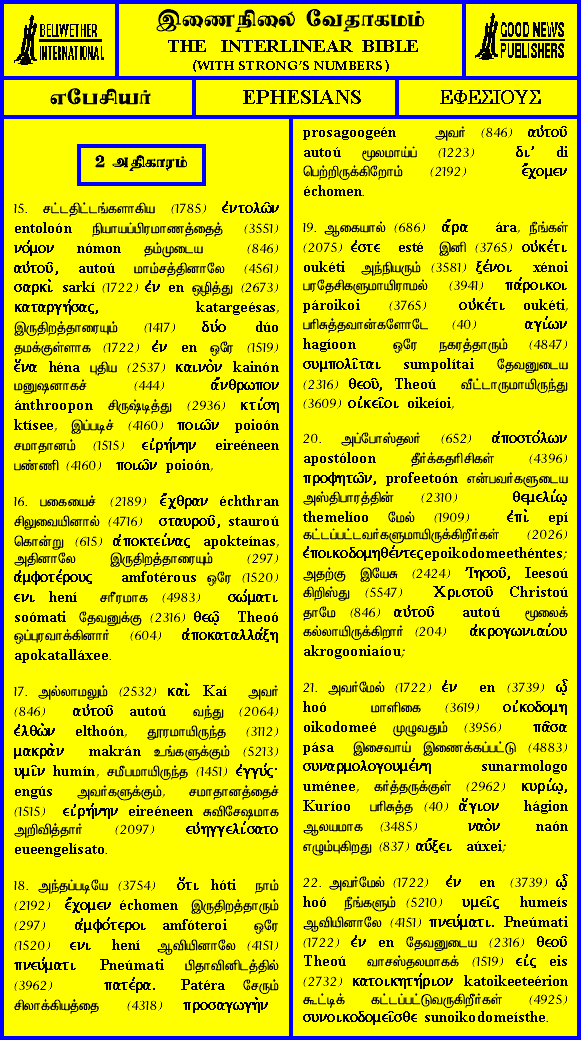 BELLWETHER
INTERNATIONAL
இணைநிலை வேதாகமம்
THE INTERLINEAR BIBLE
(WITH STRONG'S NUMBERS)
GOOD NEWS
PUBLISHERS
எபேசியர்
EPHESIANS
ΕΦΕΣΙΟΥΣ
2 அதிகாரம்
15. சட்டதிட்டங்களாகிய (1785) ἐντολῶν
entoloón நியாயப்பிரமாணத்தைத் (3551)
νόμον nómon தம்முடைய (846)
αὐτοῦ, autoú மாம்சத்தினாலே (4561)
σαρκὶ sarkí (1722) ἐν en ஒழித்து (2673)
καταργήσας, katargeésas,
இருதிறத்தாரையும் (1417) δύο dúo
தமக்குள்ளாக (1722) ἐν en ஒரே (1519)
ἕνα héna புதிய (2537) καινὸν kainón
மனுஷனாகச் (444) ἄνθρωπον
ánthroopon சிருஷ்டித்து (2936) κτίση
ktísee, இப்படிச் (4160) ποιῶν poioón
சமாதானம் (1515) εἰρήνην eireéneen
பண்ணி (4160) ποιῶν poioón,
16. பகையைச் (2189) ἔχθραν échthran
சிலுவையினால் (4716) σταυροῦ, stauroú
கொன்று (615) ἀποκτείνας apokteínas,
அதினாலே இருதிறத்தாரையும் (297)
ἀμφοτέρους amfotérous ஒரே (1520)
ενι hení சரீரமாக (4983) σώματι
soómati தேவனுக்கு (2316) θεῷ Theoó
ஒப்புரவாக்கினார் (604) ἀποκαταλλάξη
apokatalláxee.
17. அல்லாமலும் (2532) καὶ Kaí அவர்
(846) αὐτοῦ autoú வந்து (2064)
ἐλθὼν elthoón, தூரமாயிருந்த (3112)
μακρὰν makrán உங்களுக்கும் (5213)
υμῖν humín, சமீபமாயிருந்த (1451) ἐγγύς·
engús அவர்களுக்கும், சமாதானத்தைச்
(1515) εἰρήνην eireéneen சுவிசேஷமாக
அறிவித்தார் (2097) εὐηγγελίσατο
eueengelísato.
18. அந்தப்படியே (3754) ὅτι hóti நாம்
(2192) ἔχομεν échomen இருதிறத்தாரும்
(297) ἀμφότεροι amfóteroi ஒரே
(1520) ενι hení ஆவியினாலே (4151)
πνεύματι Pneúmati பிதாவினிடத்தில்
(3962) πατέρα. Patéra சேரும்
சிலாக்கியத்தை (4318) προσαγωγὴν
prosagoogeén அவர் (846) αὐτοῦ
autoú மூலமாய்ப் (1223) δι' di
பெற்றிருக்கிறோம் (2192) ἔχομεν
échomen.
19. ஆகையால் (686) ἄρα ára, நீங்கள்
(2075) ἐστε esté இனி (3765) οὐκέτι
oukéti அந்நியரும் (3581) ξένοι xénoi
பரதேசிகளுமாயிராமல் (3941) πάροικοι
pároikoi (3765) οὐκέτι oukéti,
பரிசுத்தவான்களோடே (40) αγίων
hagíoon ஒரே நகரத்தாரும் (4847)
συμπολῖται sumpolítai தேவனுடைய
(2316) θεοῦ, Theoú வீட்டாருமாயிருந்து
(3609) οἰκεῖοι oikeíoi,
20. அப்போஸ்தலர் (652) ἀποστόλων
apostóloon தீர்க்கதரிசிகள் (4396)
προφητῶν, profeetoón என்பவர்களுடைய
அஸ்திபாரத்தின் (2310) θεμελίῳ
themelíoo மேல் (1909) ἐπὶ epí
கட்டப்பட்டவர்களுமாயிருக்கிறீர்கள் (2026)
ἐποικοδομηθέντες epoikodomeethéntes;
அதற்கு இயேசு (2424) Ἰησοῦ, Ieesoú
கிறிஸ்து (5547) Χριστοῦ Christoú
தாமே (846) αὐτοῦ autoú மூலைக்
கல்லாயிருக்கிறார் (204) ἀκρογωνιαίου
akrogooniaíou;
21. அவர்மேல் (1722) ἐν en (3739) ᾧ
hoó மாளிகை (3619) οἰκοδομη
oikodomeé முழுவதும் (3956) πᾶσα
pása இசைவாய் இணைக்கப்பட்டு (4883)
συναρμολογουμένη sunarmologo
uménee, கர்த்தருக்குள் (2962) κυρίῳ,
Kuríoo பரிசுத்த (40) ἅγιον hágion
ஆலயமாக (3485) ναὸν naón
எழும்புகிறது (837) αὔξει aúxei;
22. அவர்மேல் (1722) ἐν en (3739) ᾧ
hoó நீங்களும் (5210) υμεῖς humeís
ஆவியினாலே (4151) πνεύματι. Pneúmati
(1722) ἐν en தேவனுடைய (2316) θεοῦ
Theoú வாசஸ்தலமாகக் (1519) εἰς eis
(2732) κατοικητήριον katoikeeteérion
கூட்டிக் கட்டப்பட்டுவருகிறீர்கள் (4925)
συνοικοδομεῖσθε sunoikodomeísthe.